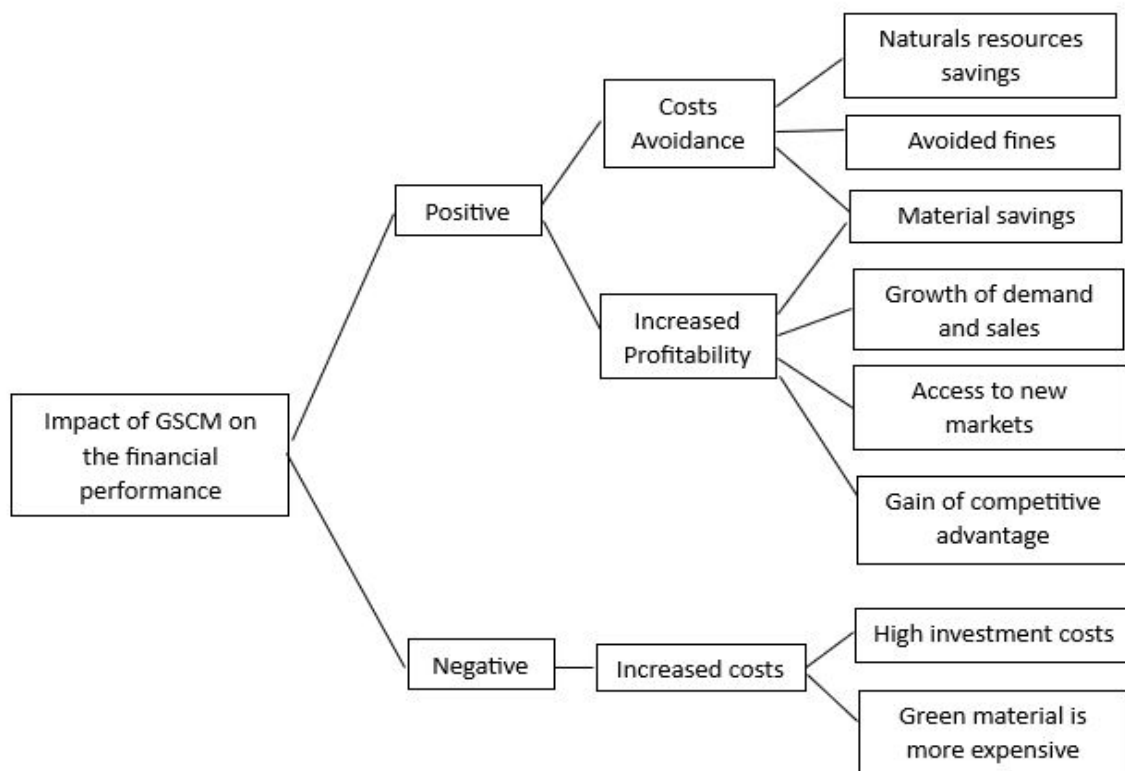 Naturals resources
savings
Costs
Avoidance
Avoided fines
Positive
Material savings
Increased
Profitability
Growth of demand
and sales
Access to new
markets
Impact of GSCM on
the financial
performance
Gain of competitive
advantage
High investment costs
Negative
Increased costs
Green material is
more expensive